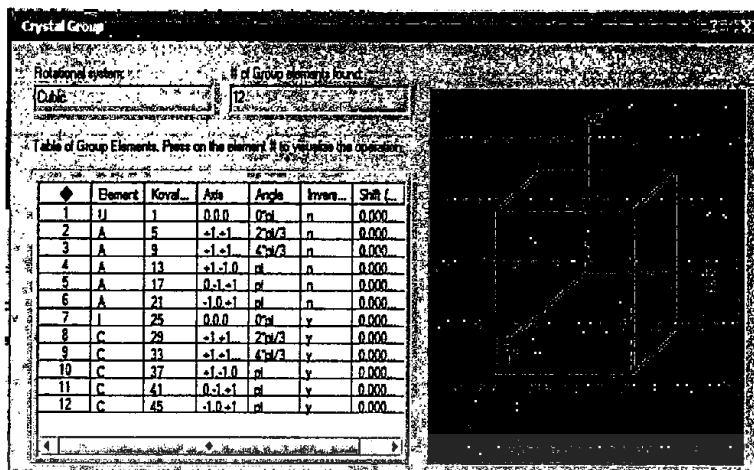 Crystal Group
Rotational system: # of Group elements found:
Cubic 12
Table of Group Elements. Press on the element # to visualize the operation.
Element Koval... Axis Angle Invers... Shift (...
1 U 1 0,0,0 0*pi n 0.000...
2 A 5 +1,+1... 2*pi/3 n 0.000...
3 A 9 +1,+1... 4*pi/3 n 0.000...
4 A 13 +1,-1,0 pi n 0.000...
5 A 17 0,-1,+1 pi n 0.000...
6 A 21 -1,0,+1 pi n 0.000...
7 I 25 0,0,0 0*pi y 0.000...
8 C 29 +1,+1... 2*pi/3 y 0.000...
9 C 33 +1,+1... 4*pi/3 y 0.000...
10 C 37 +1,-1,0 pi y 0.000...
11 C 41 0,-1,+1 pi y 0.000...
12 C 45 -1,0,+1 pi y 0.000...